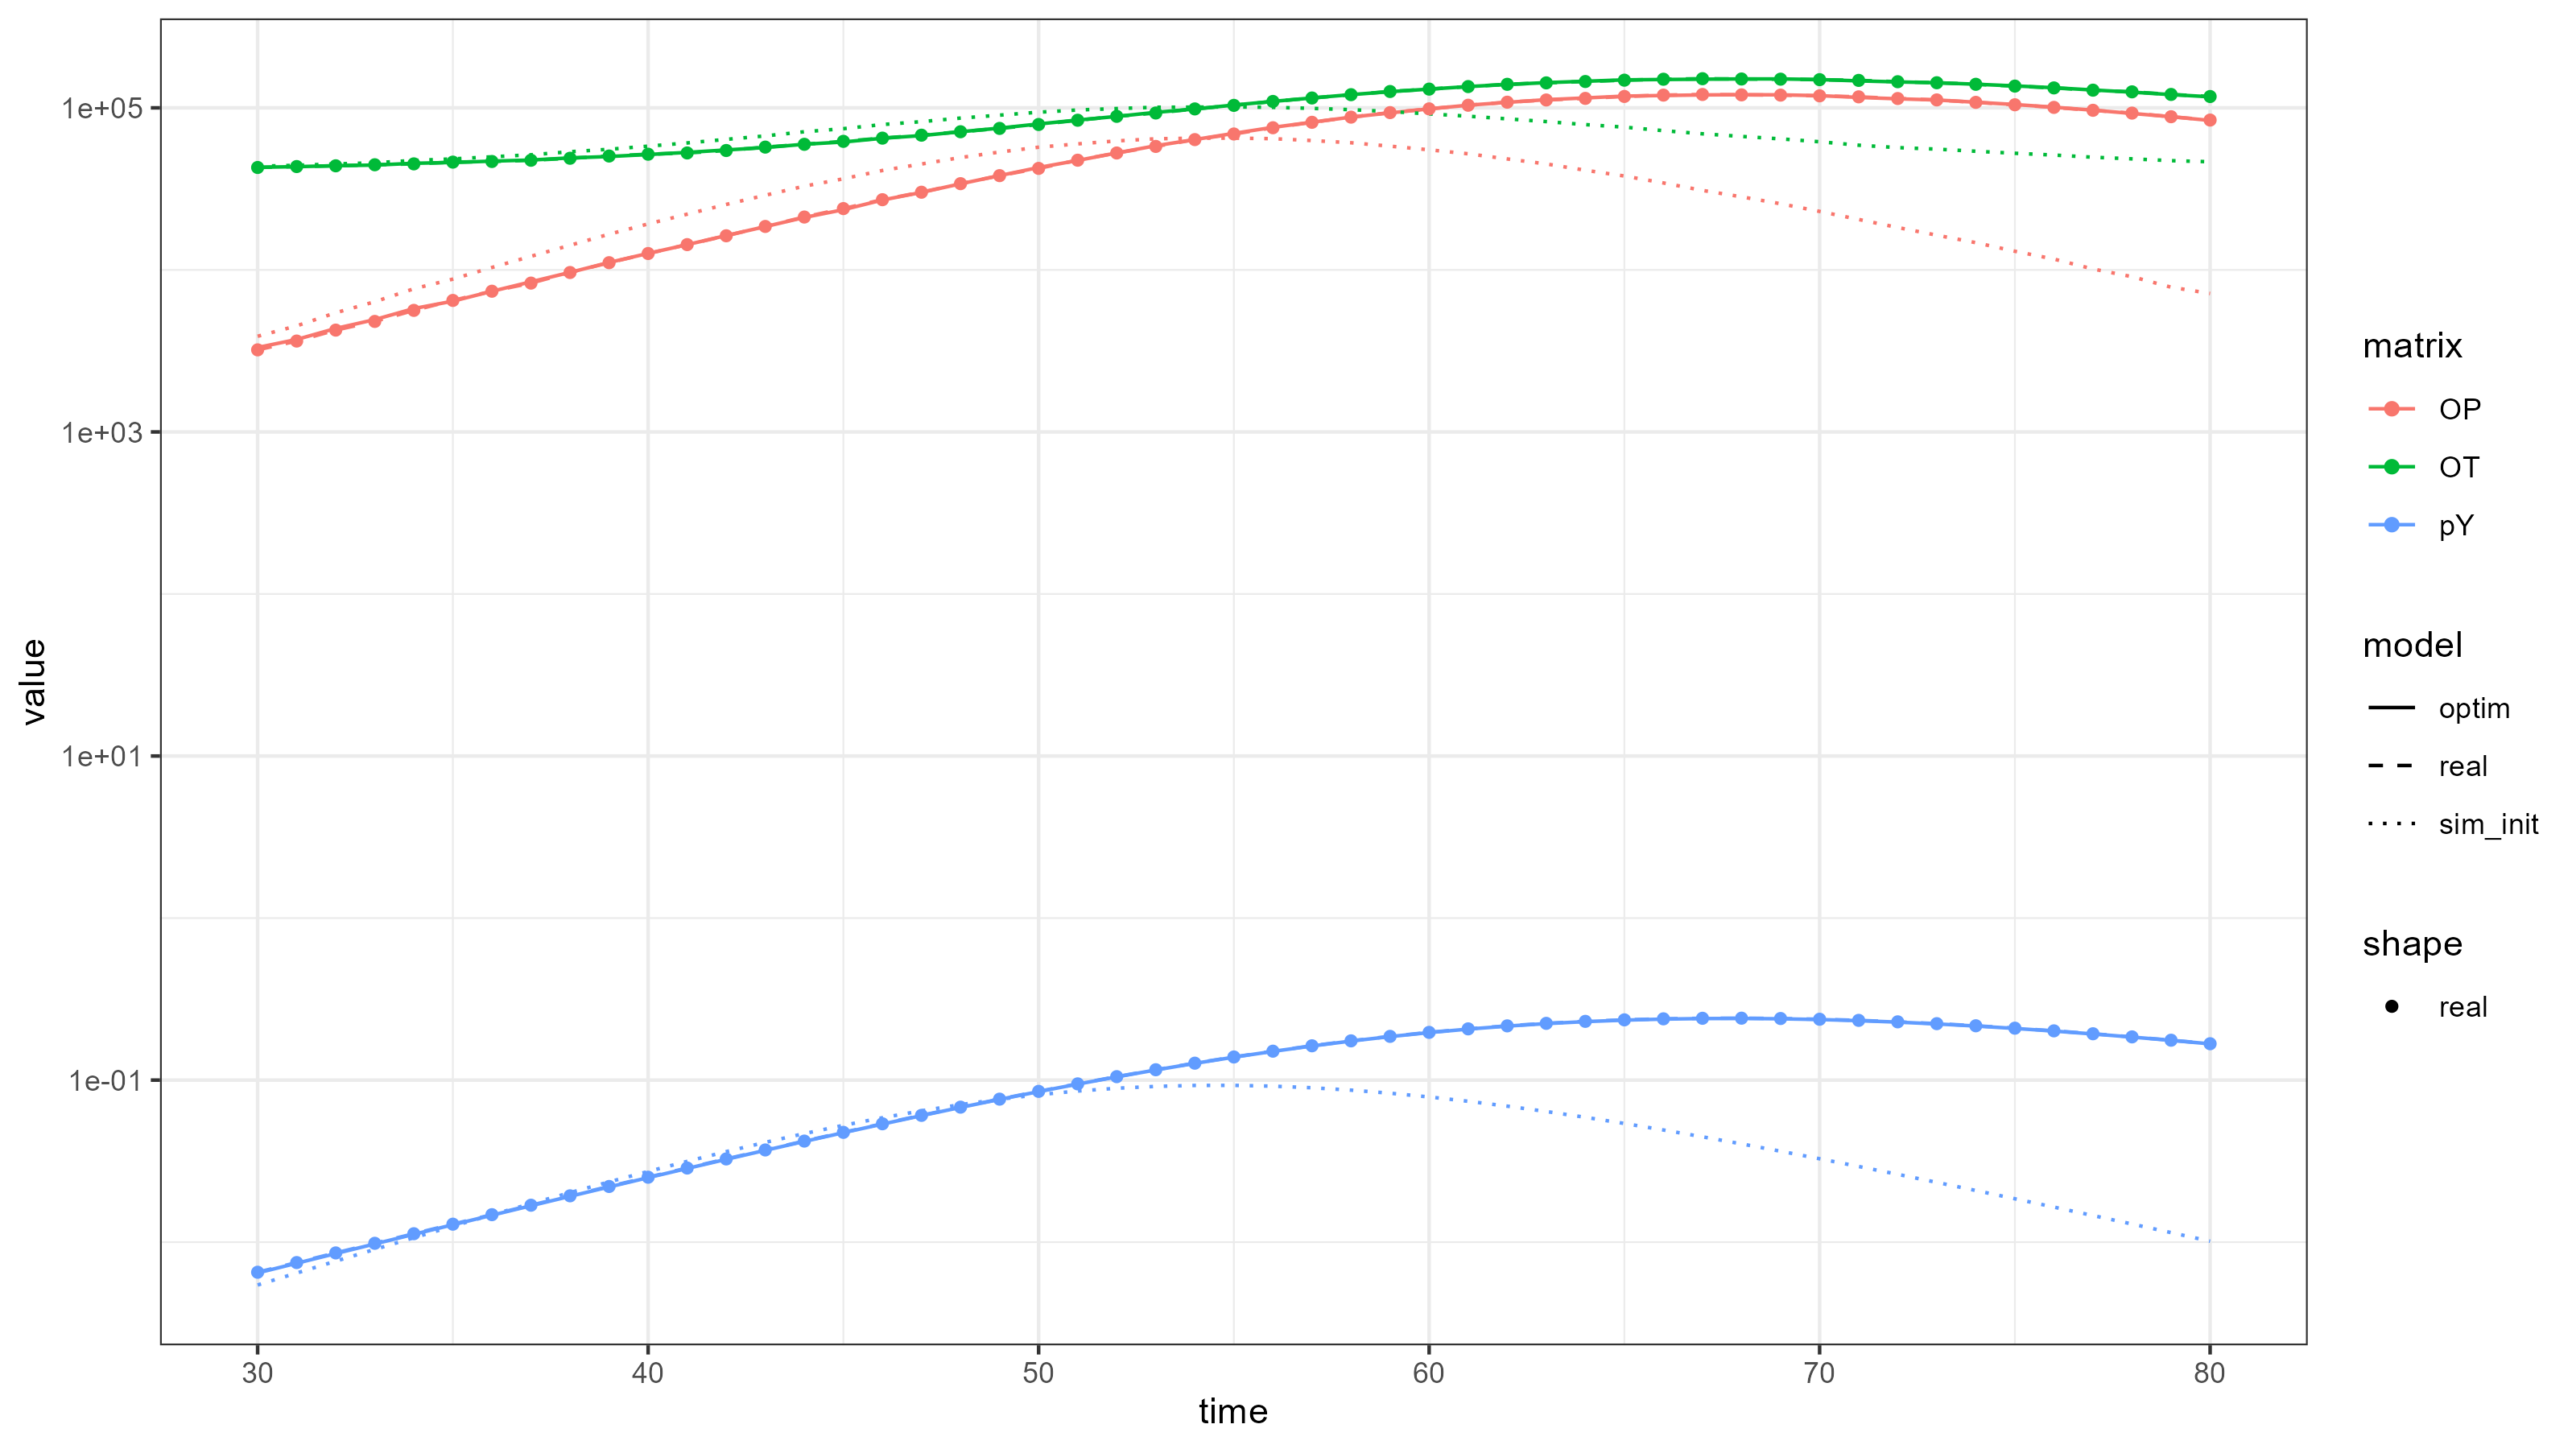 1e+05
1e+03
1e+01
1e-01
value
30 40 50 60 70 80
time
matrix
OP
OT
pY
model
optim
real
sim_init
shape
real